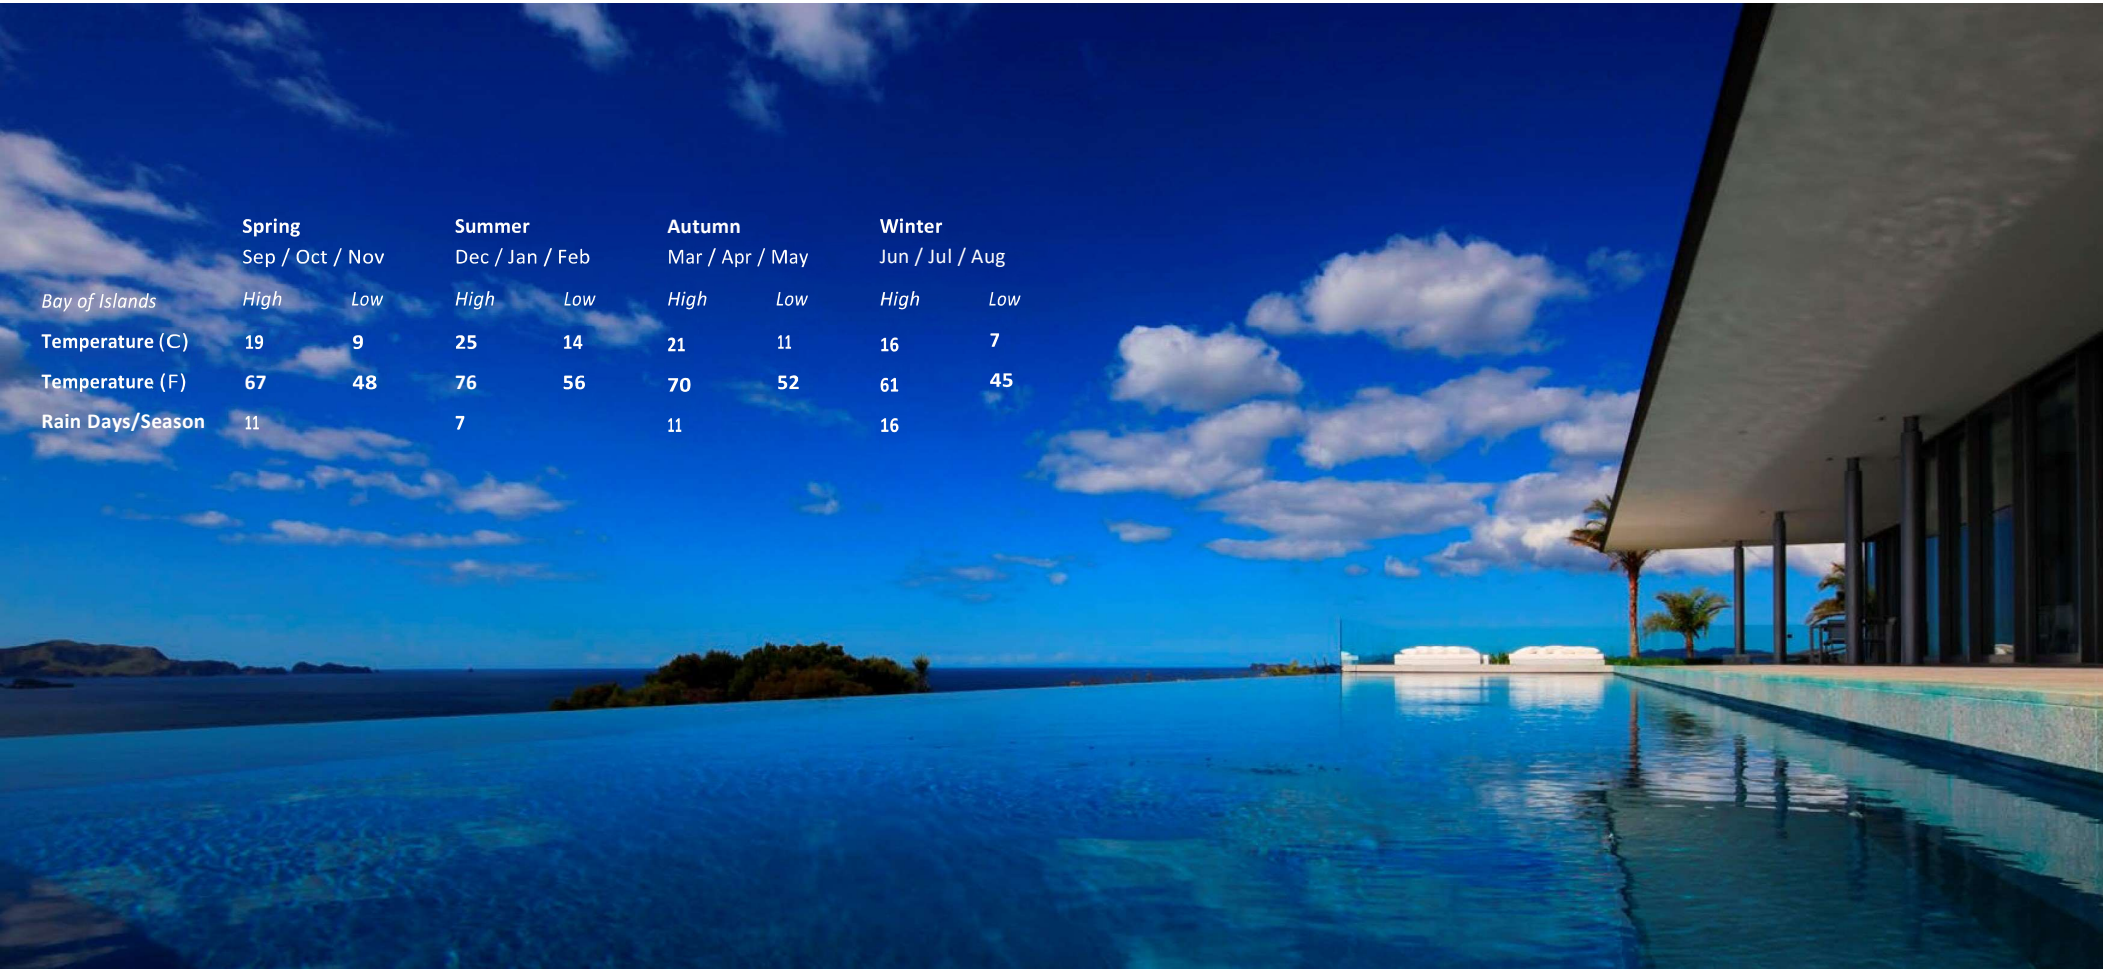 Spring Summer Autumn Winter
Sep / Oct / Nov Dec / Jan / Feb Mar / Apr / May Jun / Jul / Aug
Bay of Islands High Low High Low High Low High Low
Temperature (C) 19 9 25 14 21 11 16 7
Temperature (F) 67 48 76 56 70 52 61 45
Rain Days/Season 11 7 11 16